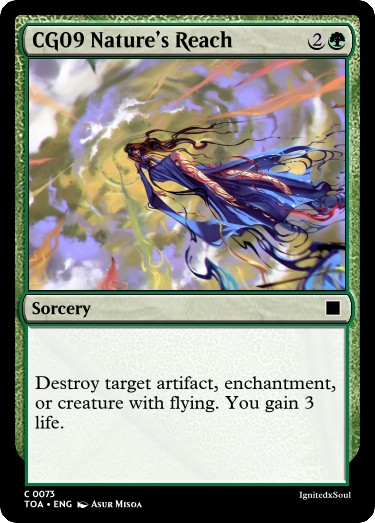 CG09 Nature's Reach 2
Sorcery
Destroy target artifact, enchantment,
or creature with flying. You gain 3
life.
C 0073
TOA • ENG Asur Misoa
IgnitedxSoul